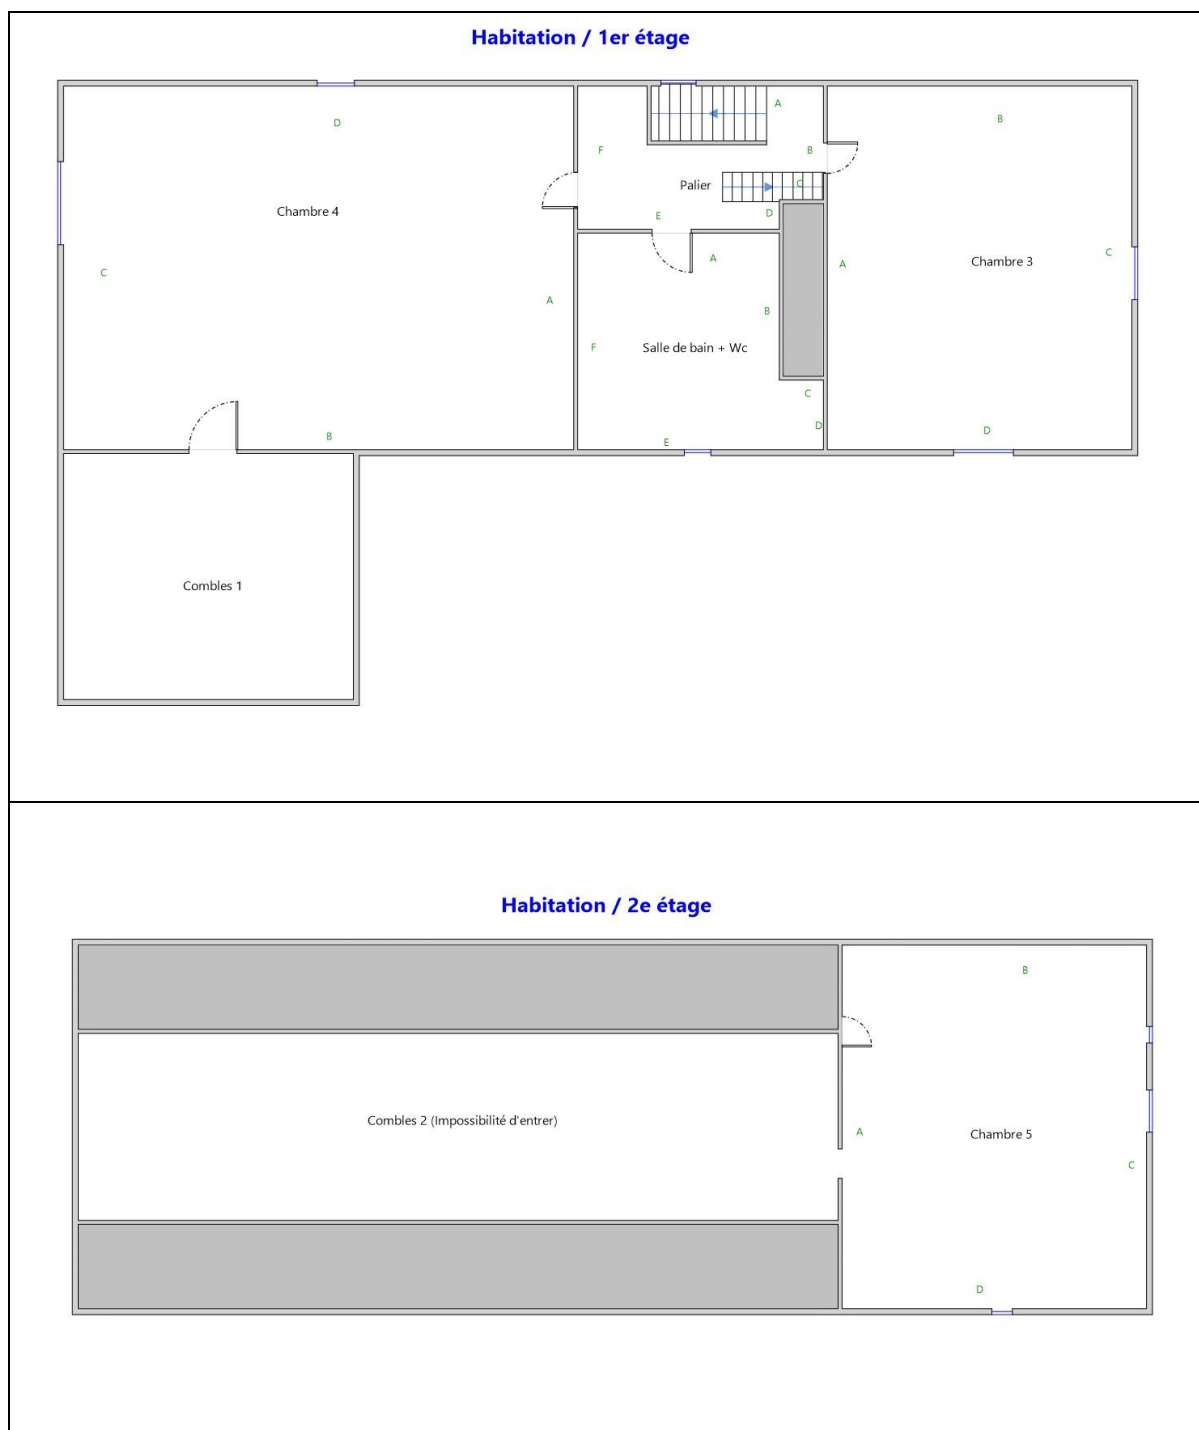 Habitation / 1er étage
D
A
B
F
B
Chambre 4
Palier
C
E
D
C
A
A
B
A
Chambre 3
C
F
Salle de bain + Wc
C
D
B
E
D
Combles 1
Habitation / 2e étage
B
Combles 2 (Impossibilité d'entrer)
A
Chambre 5
C
D